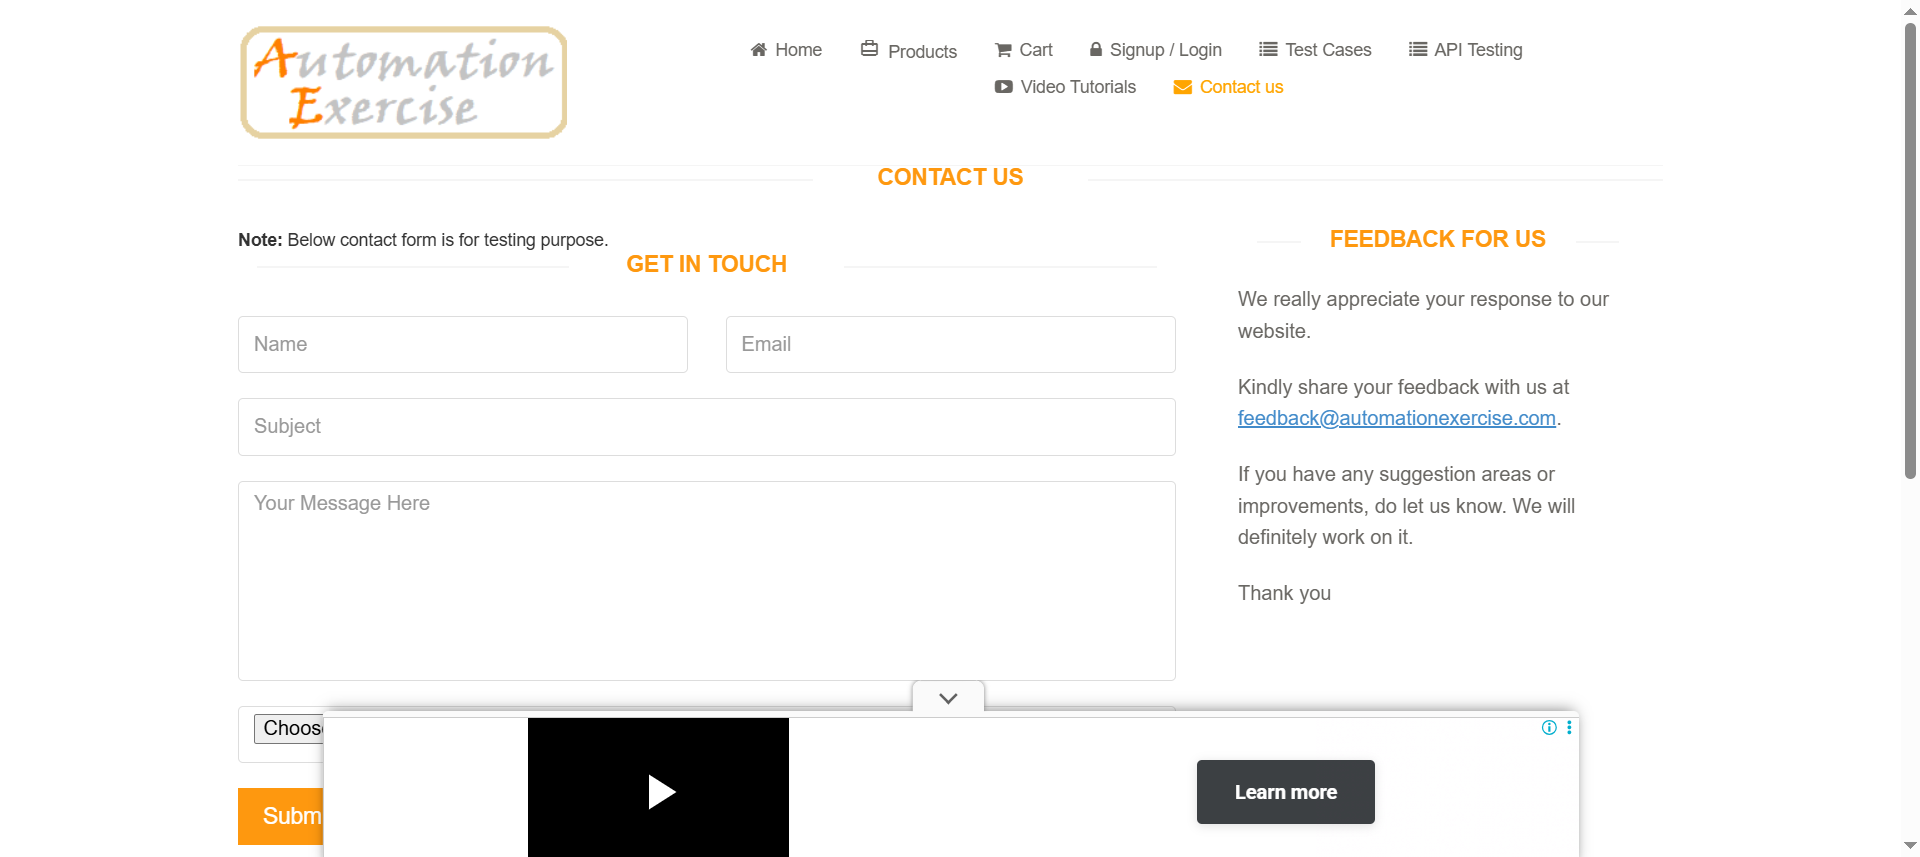 Automation
Exercise
Home
Products
Cart
Signup / Login
Test Cases
API Testing
Video Tutorials
Contact us
CONTACT US
Note: Below contact form is for testing purpose.
GET IN TOUCH
Name
Email
Subject
Your Message Here
Choos
Subm
FEEDBACK FOR US
We really appreciate your response to our
website.
Kindly share your feedback with us at
feedback@automationexercise.com.
If you have any suggestion areas or
improvements, do let us know. We will
definitely work on it.
Thank you
Learn more